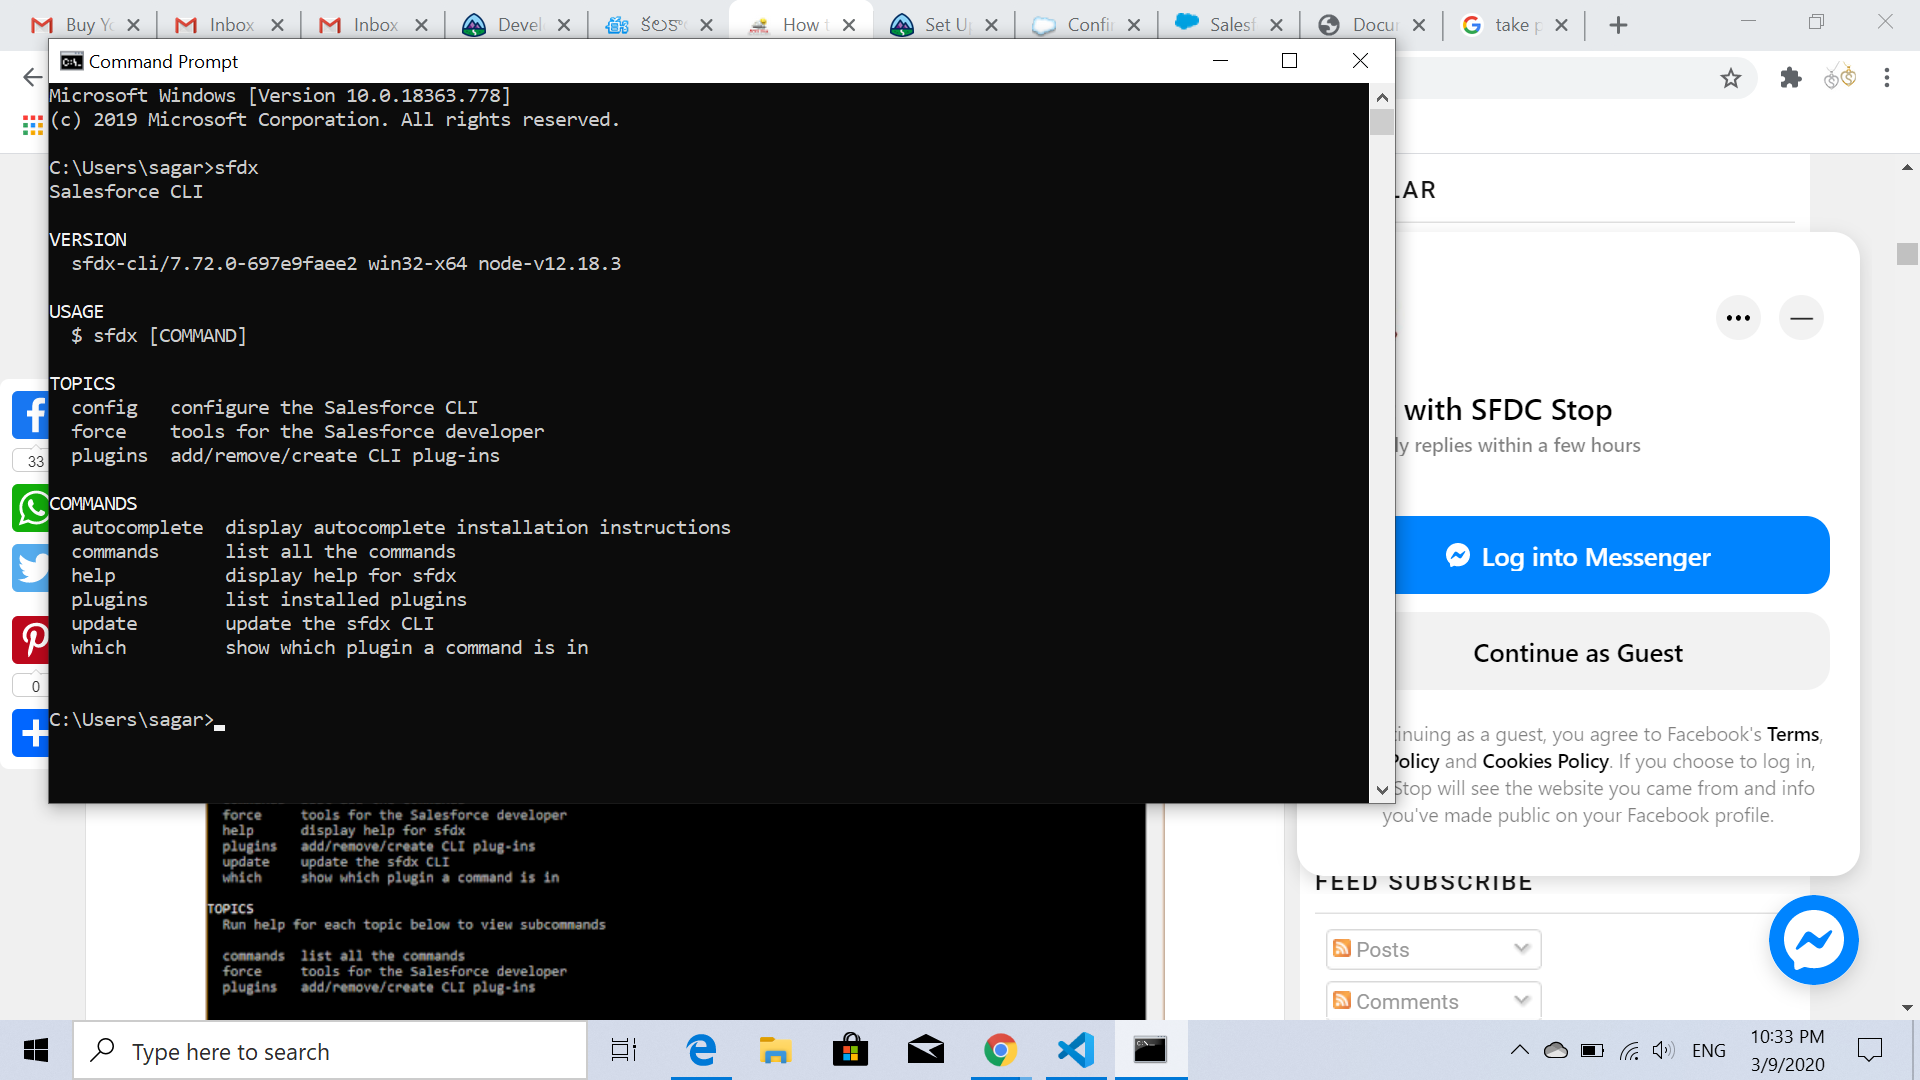 Buy Y
Inbox
Inbox
Devel
How t
Set U
Confi
Salesf
Docu
take p
Command Prompt
Microsoft Windows [Version 10.0.18363.778]
(c) 2019 Microsoft Corporation. All rights reserved.
C:\Users\sagar>sfdx
Salesforce CLI
VERSION
sfdx-cli/7.72.0-697e9faee2 win32-x64 node-v12.18.3
USAGE
$ sfdx [COMMAND]
TOPICS
config configure the Salesforce CLI
force tools for the Salesforce developer
plugins add/remove/create CLI plug-ins
COMMANDS
autocomplete display autocomplete installation instructions
commands list all the commands
help display help for sfdx
plugins list installed plugins
update update the sfdx CLI
which show which plugin a command is in
C:\Users\sagar>
33
0
LAR
with SFDC Stop
ly replies within a few hours
Log into Messenger
Continue as Guest
tinuing as a guest, you agree to Facebook's Terms,
Policy and Cookies Policy. If you choose to log in,
Stop will see the website you came from and info
you've made public on your Facebook profile.
FEED SUBSCRIBE
Posts
Comments
force tools for the Salesforce developer
help display help for sfdx
plugins add/remove/create CLI plug-ins
update update the sfdx CLI
which show which plugin a command is in
TOPICS
Run help for each topic below to view subcommands
commands list all the commands
force tools for the Salesforce developer
plugins add/remove/create CLI plug-ins
Type here to search
ENG
10:33 PM
3/9/2020